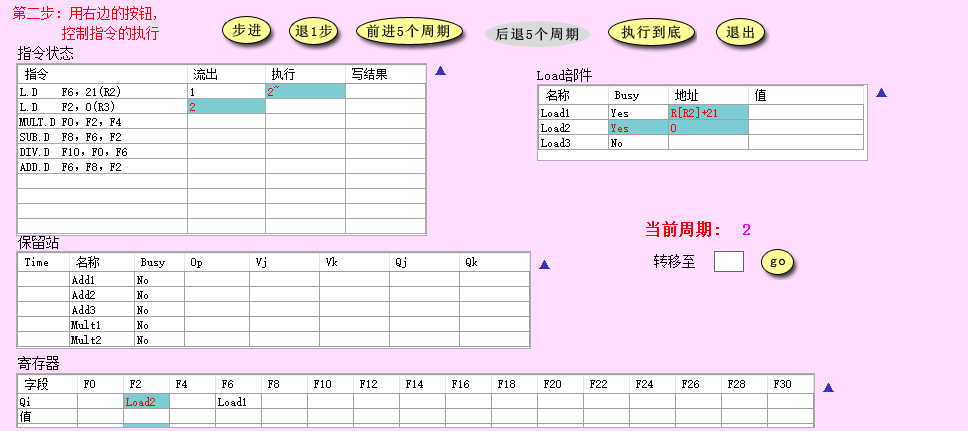 第二步：用右边的按钮，
控制指令的执行
步进 退1步 前进5个周期 后退5个周期 执行到底 退出
指令状态
指令 流出 执行 写结果
L.D F6, 21(R2) 1 2~
L.D F2, 0(R3) 2
MULT.D F0, F2, F4
SUB.D F8, F6, F2
DIV.D F10, F0, F6
ADD.D F6, F8, F2
Load部件
名称 Busy 地址 值
Load1 Yes R[R2]+21
Load2 Yes 0
Load3 No
当前周期： 2
转移至 go
保留站
Time 名称 Busy Op Vj Vk Qj Qk
Add1 No
Add2 No
Add3 No
Mult1 No
Mult2 No
寄存器
字段 F0 F2 F4 F6 F8 F10 F12 F14 F16 F18 F20 F22 F24 F26 F28 F30
Qi Load2 Load1
值